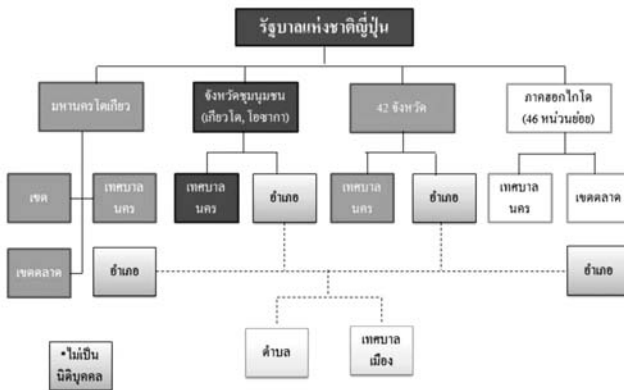 รัฐบาลแห่งชาติญี่ปุ่น
มหานครโตเกียว
จังหวัดชุมนุมชน
(เกียวโต, โอซากา)
42 จังหวัด
ภาคฮอกไกโด
(46 หน่วนย่อย)
เขต
เทศบาล
นคร
เทศบาล
นคร
อำเภอ
เทศบาล
นคร
อำเภอ
เทศบาล
นคร
เขตตลาด
เขตตลาด
อำเภอ
อำเภอ
ตำบล
เทศบาล
เมือง
*ไม่เป็น
นิติบุคคล